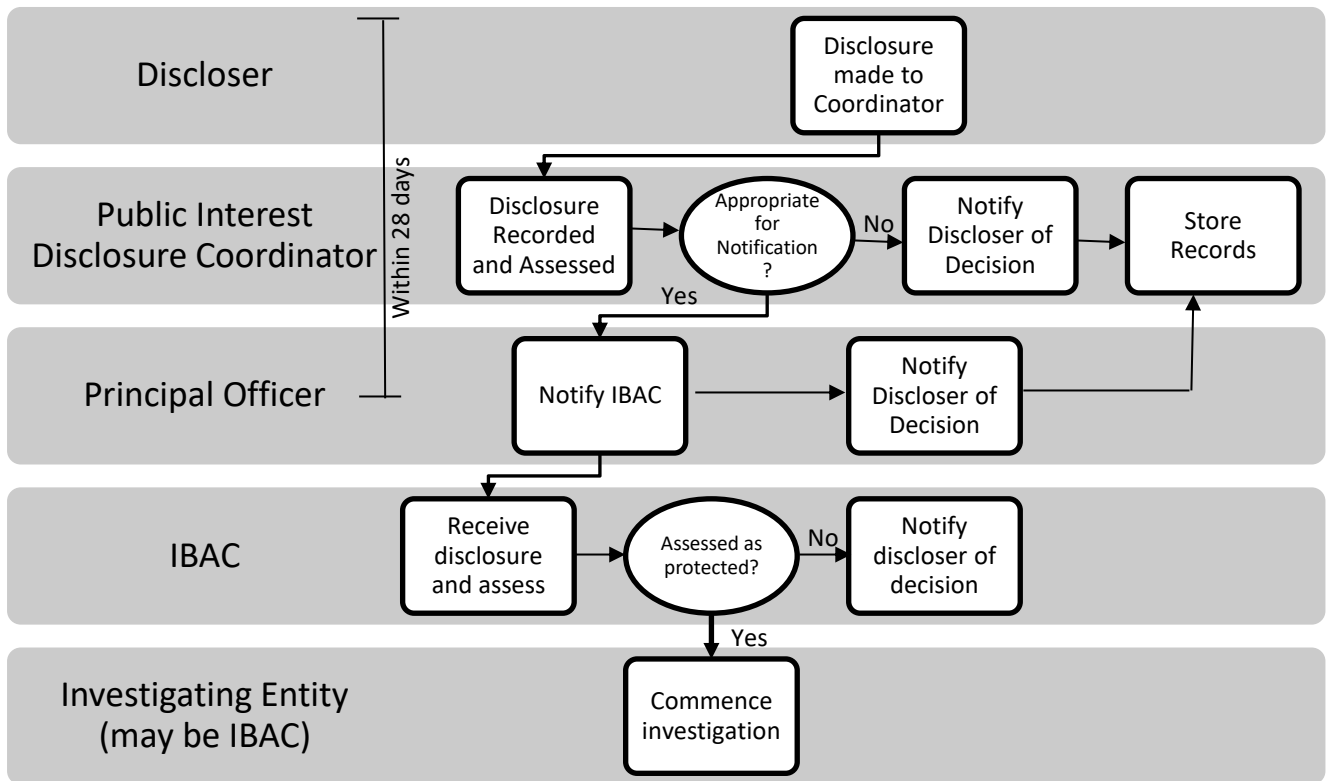 Discloser
Disclosure
made to
Coordinator
Within 28 days
Public Interest
Disclosure Coordinator
Disclosure
Recorded
and Assessed
Appropriate
for
Notification
?
No
Notify
Discloser of
Decision
Store
Records
Yes
Principal Officer
Notify IBAC
Notify
Discloser of
Decision
IBAC
Receive
disclosure
and assess
Assessed as
protected?
No
Notify
discloser of
decision
Yes
Investigating Entity
(may be IBAC)
Commence
investigation